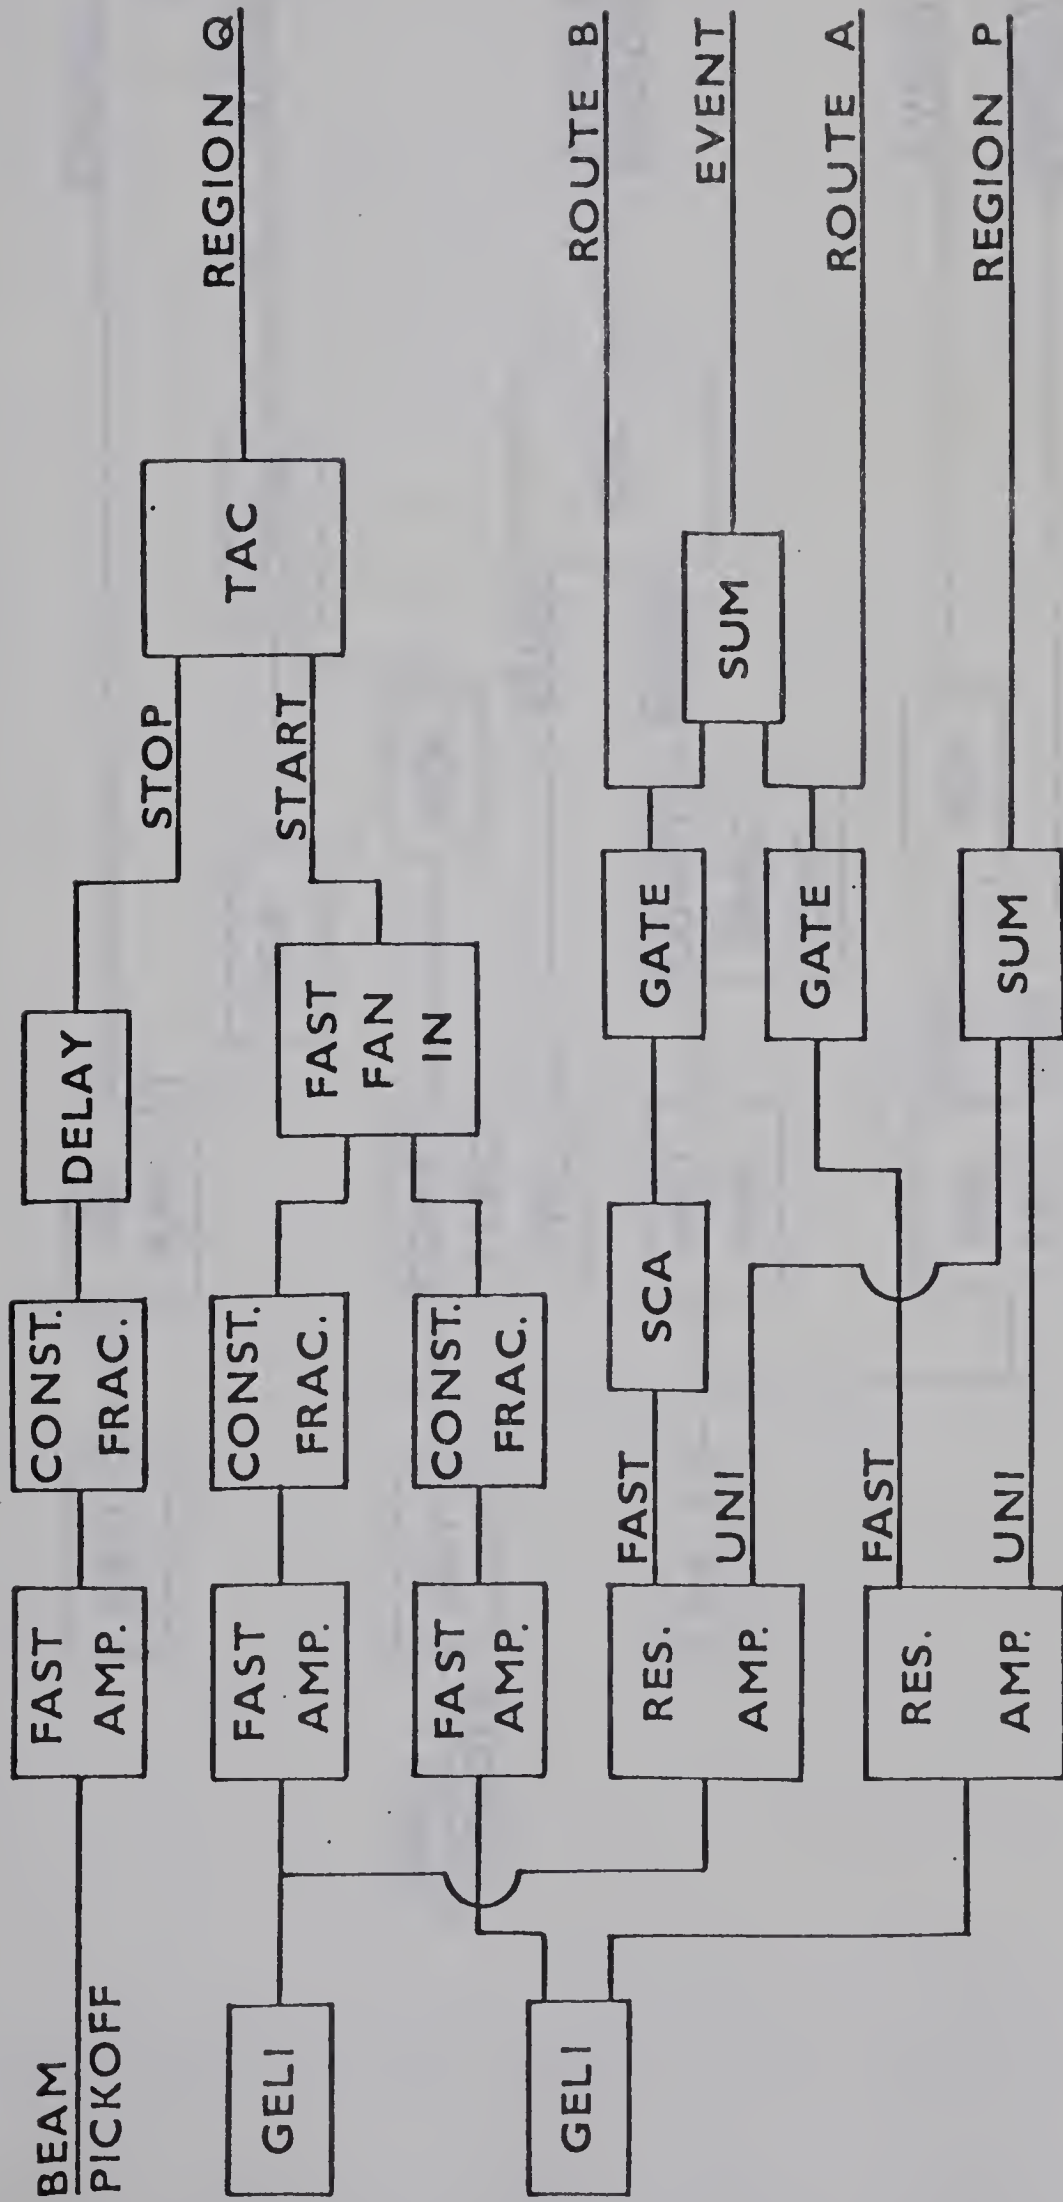 BEAM
PICKOFF
FAST
AMP.
CONST.
FRAC.
DELAY
STOP
TAC
REGION Q
GELI
FAST
AMP.
CONST.
FRAC.
FAST
FAN
IN
START
FAST
AMP.
CONST.
FRAC.
GELI
RES.
AMP.
FAST
UNI
SCA
GATE
ROUTE B
SUM
EVENT
GATE
ROUTE A
RES.
AMP.
FAST
UNI
SUM
REGION P